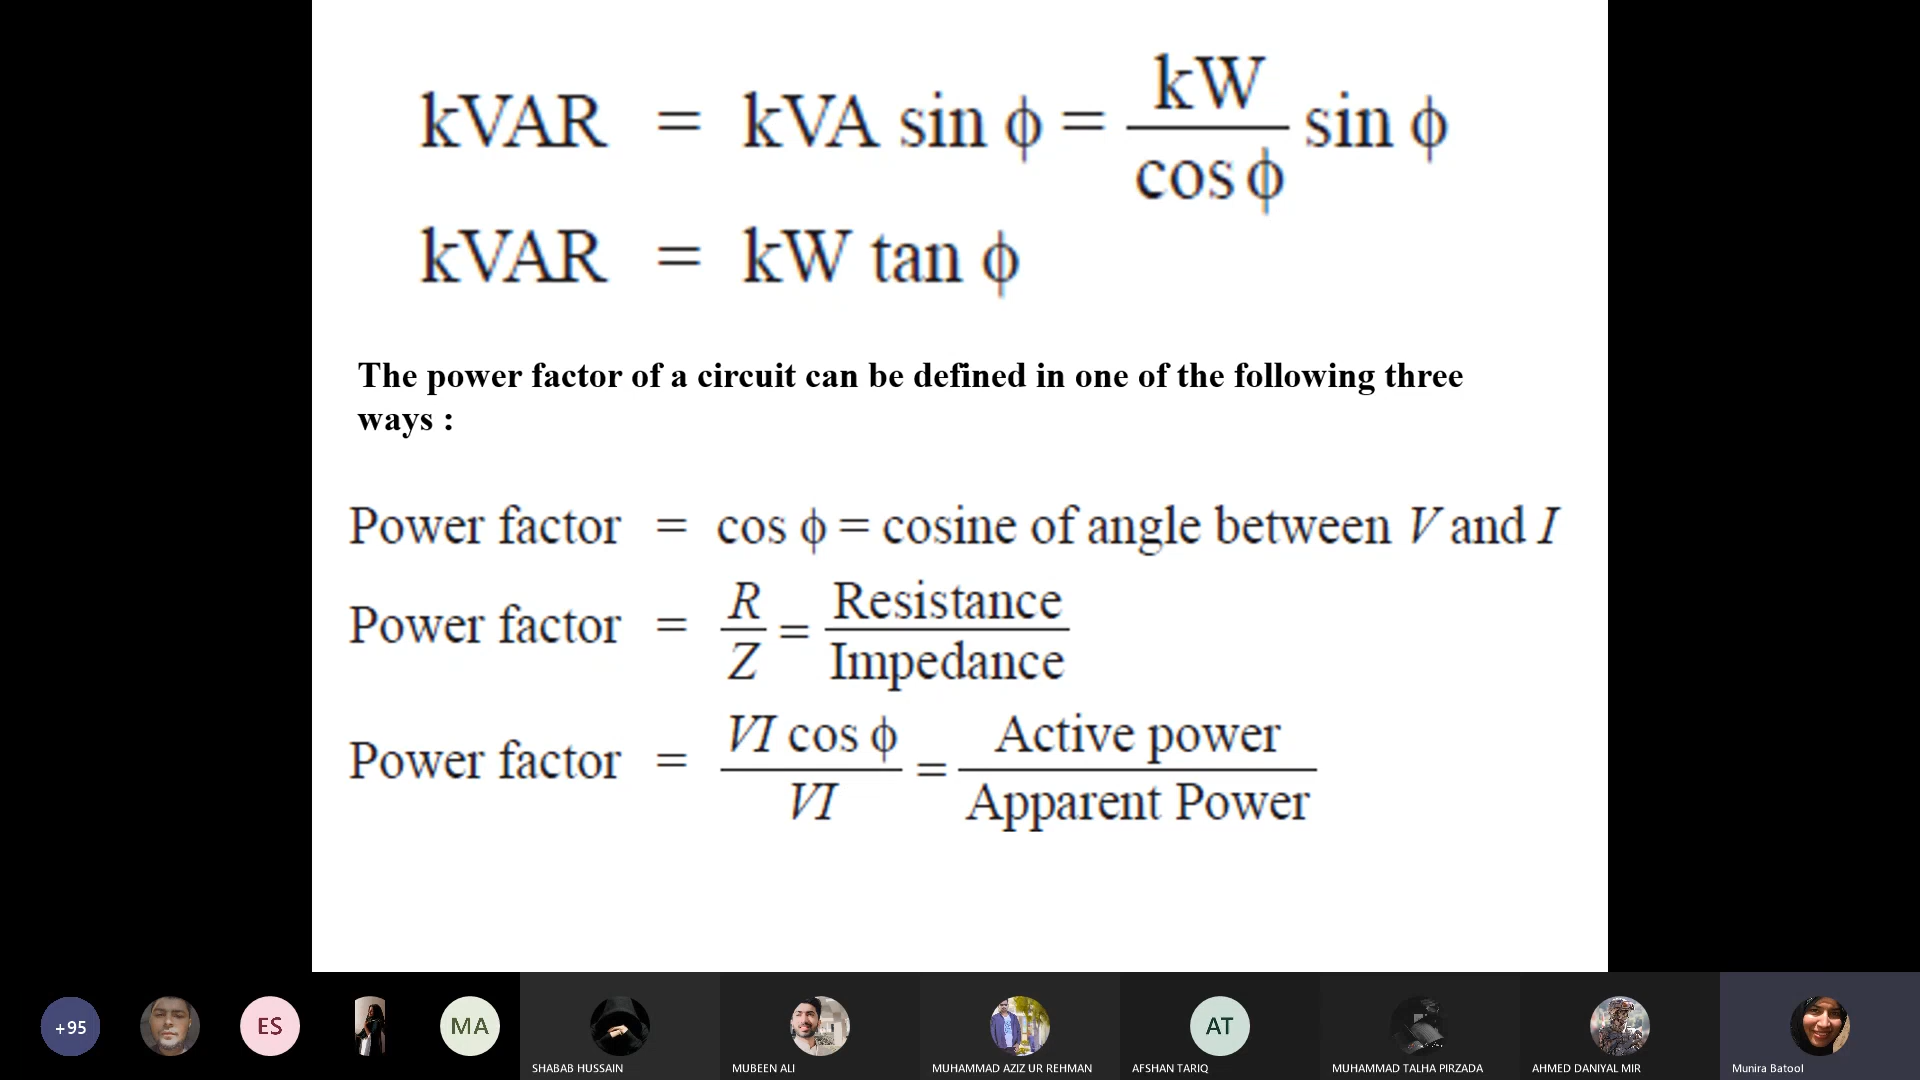 kVAR = kVA sin ϕ = kW / cos ϕ sin ϕ
kVAR = kW tan ϕ
The power factor of a circuit can be defined in one of the following three
ways :
Power factor = cos ϕ = cosine of angle between V and I
Power factor = R / Z = Resistance / Impedance
Power factor = VI cos ϕ / VI = Active power / Apparent Power
+95
ES
MA
AT
SHABAB HUSSAIN
MUBEEN ALI
MUHAMMAD AZIZ UR REHMAN
AFSHAN TARIQ
MUHAMMAD TALHA PIRZADA
AHMED DANIYAL MIR
Munira Batool